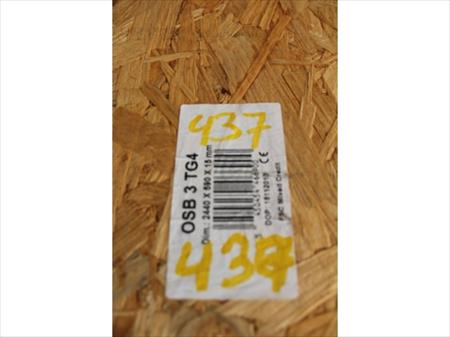 437
OSB 3 TG4
Dim.: 2440 X 590 X 15 mm
CE
FSC Mixed Credit
437